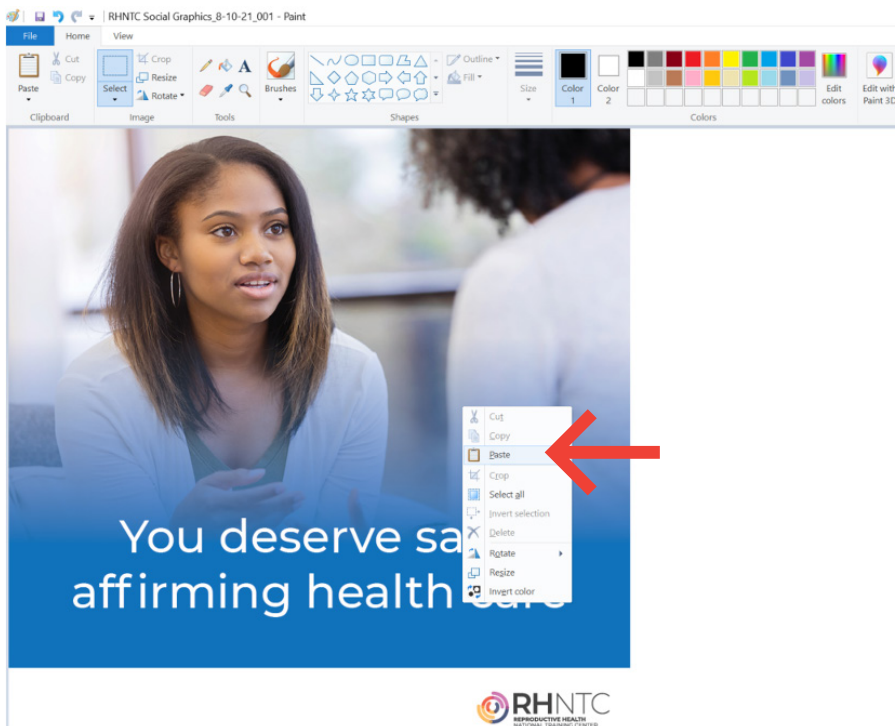 RHNTC Social Graphics_8-10-21_001 - Paint
File Home View
Paste
Cut
Copy
Select
Crop
Resize
Rotate
A
Brushes
Outline
Fill
Size
Color 1
Color 2
Edit colors
Edit with Paint 3D
Clipboard Image Tools Shapes Colors
Cut
Copy
Paste
Crop
Select all
Invert selection
Delete
Rotate
Resize
Invert color
You deserve sa
affirming health care
RHNTC
REPRODUCTIVE HEALTH
NATIONAL TRAINING CENTER